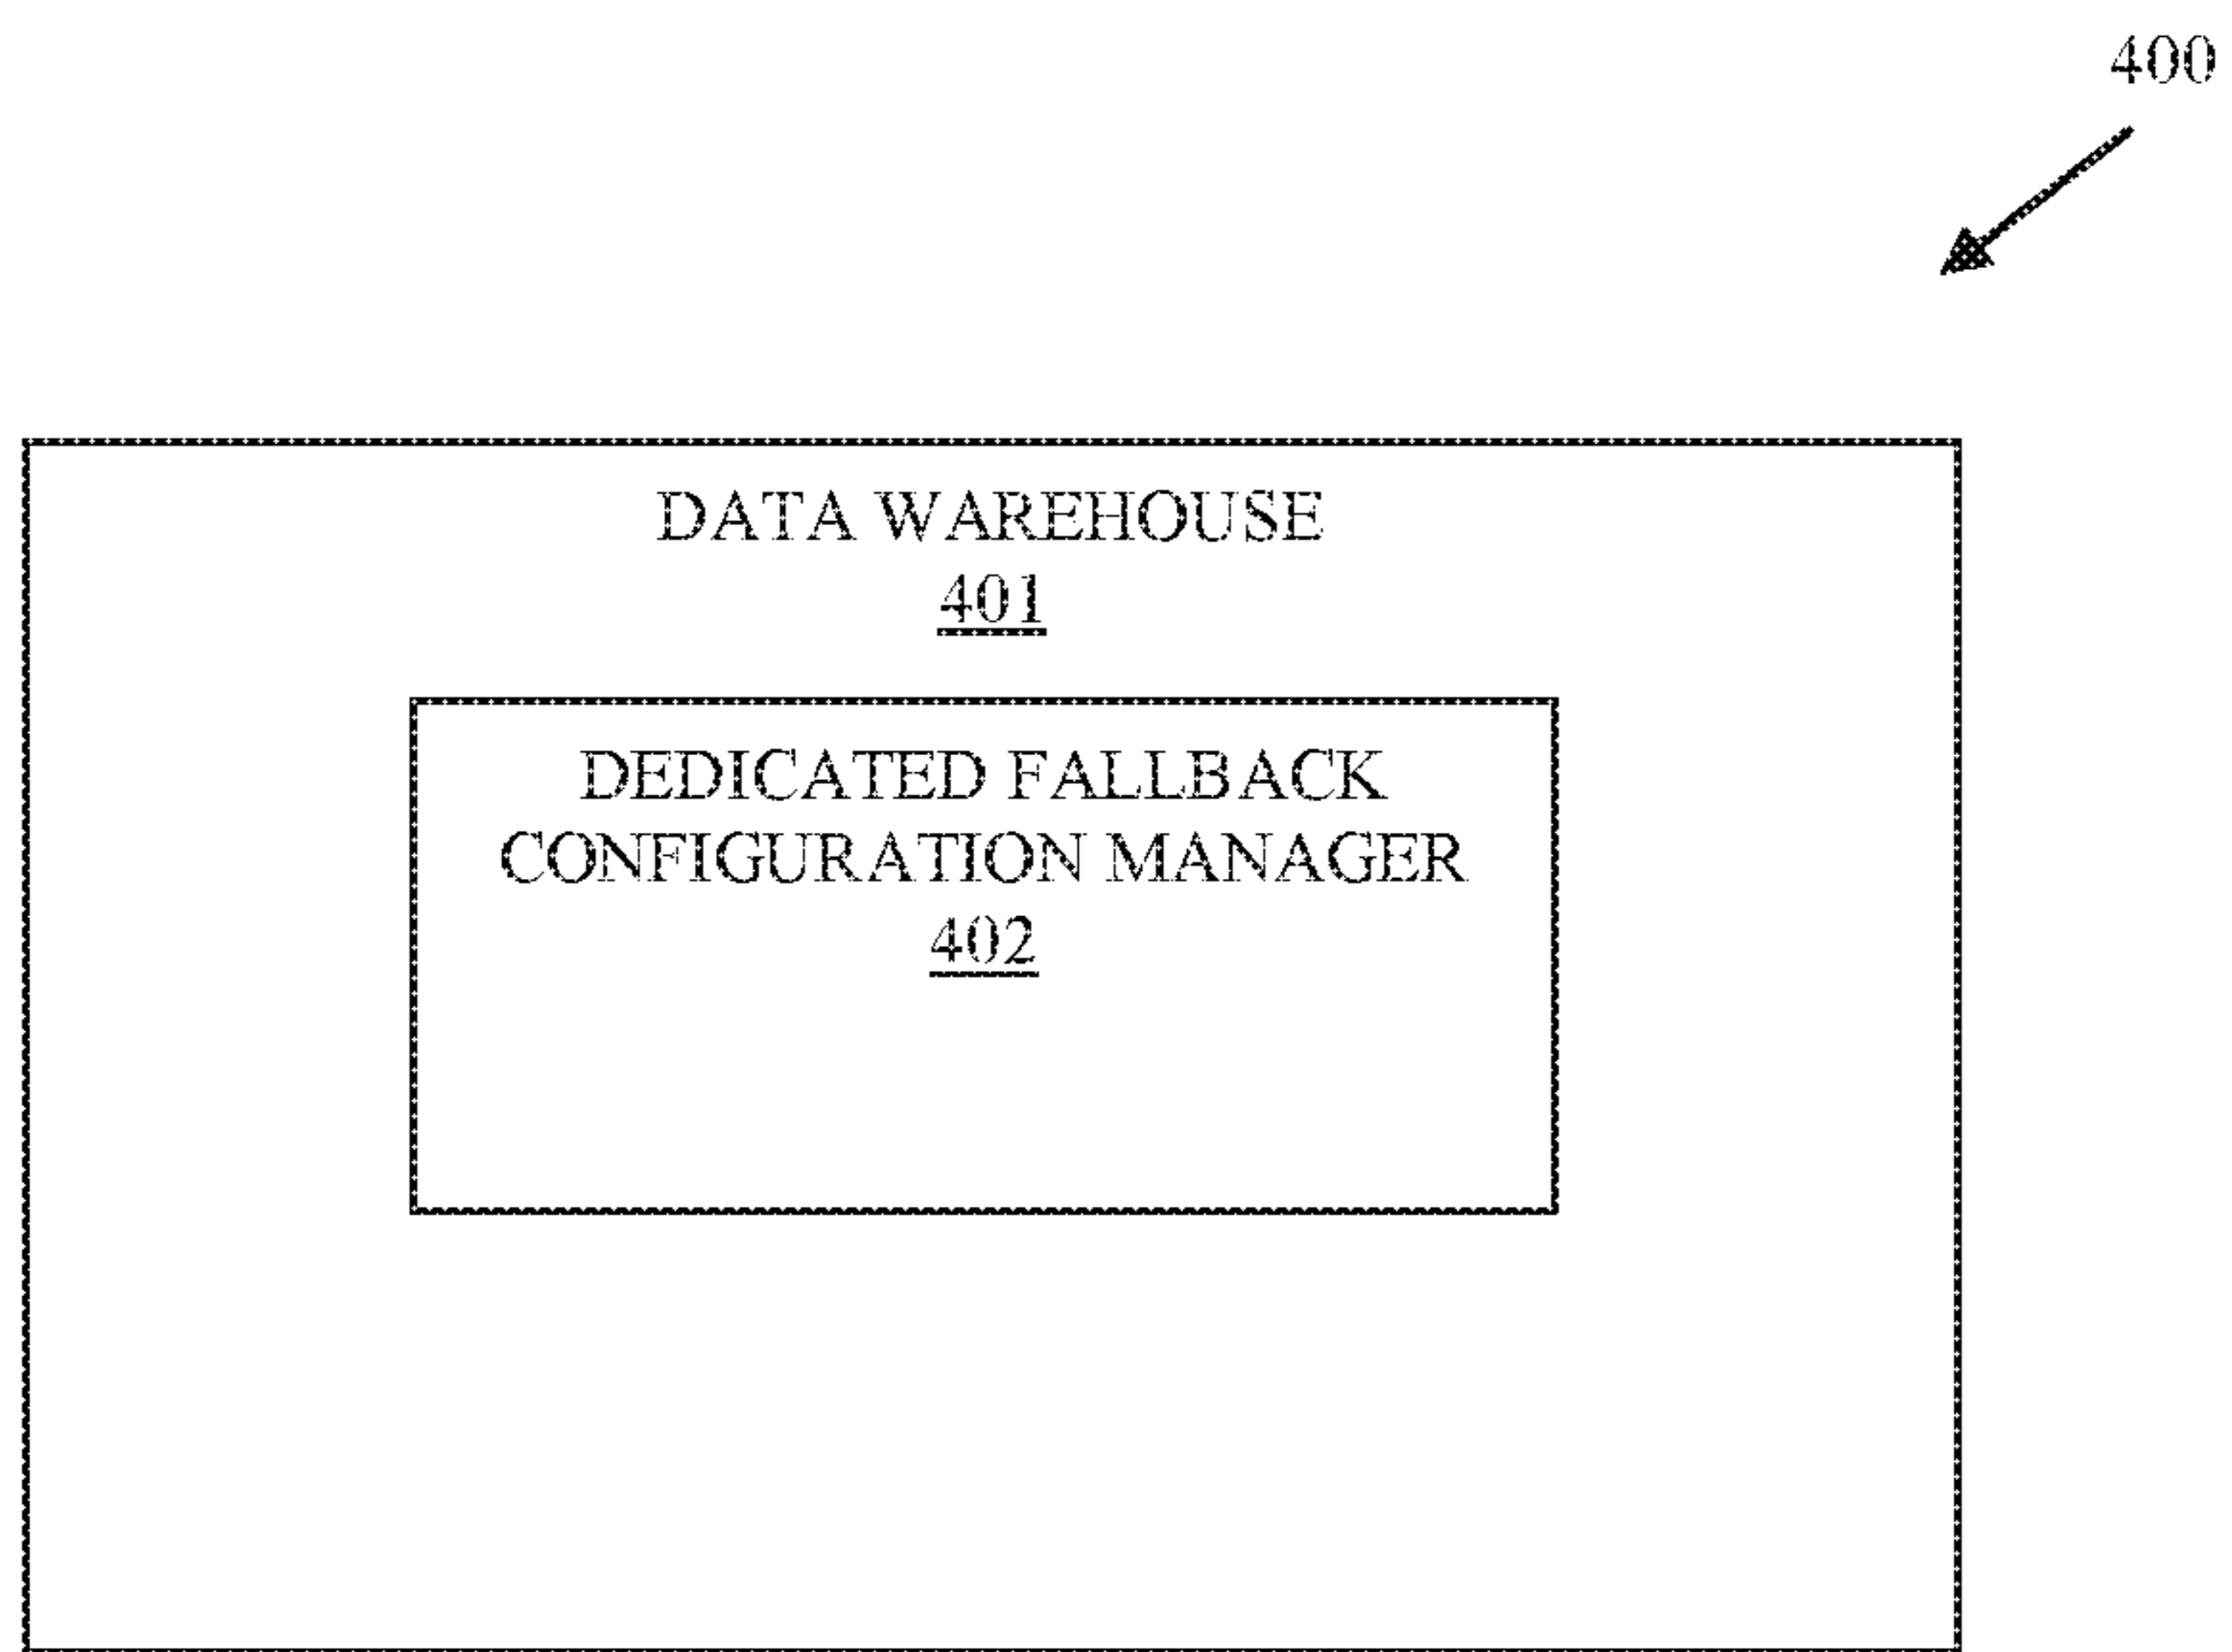 400
DATA WAREHOUSE
401
DEDICATED FALLBACK
CONFIGURATION MANAGER
402